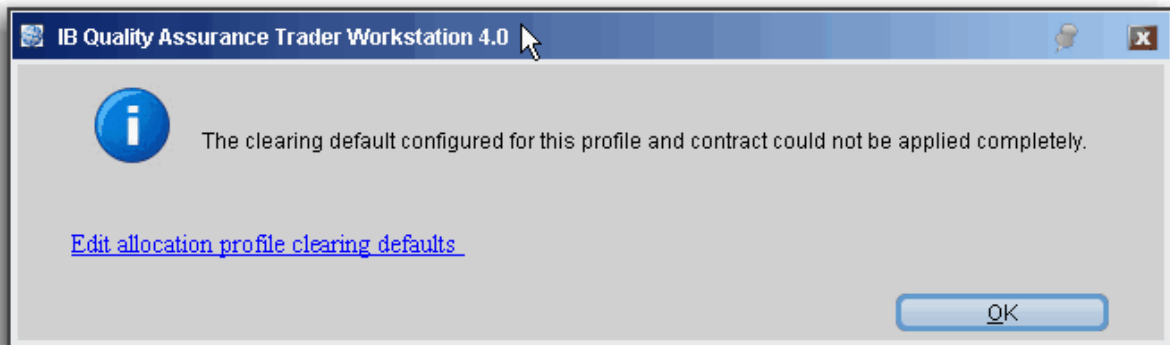 IB Quality Assurance Trader Workstation 4.0
The clearing default configured for this profile and contract could not be applied completely.
Edit allocation profile clearing defaults
OK